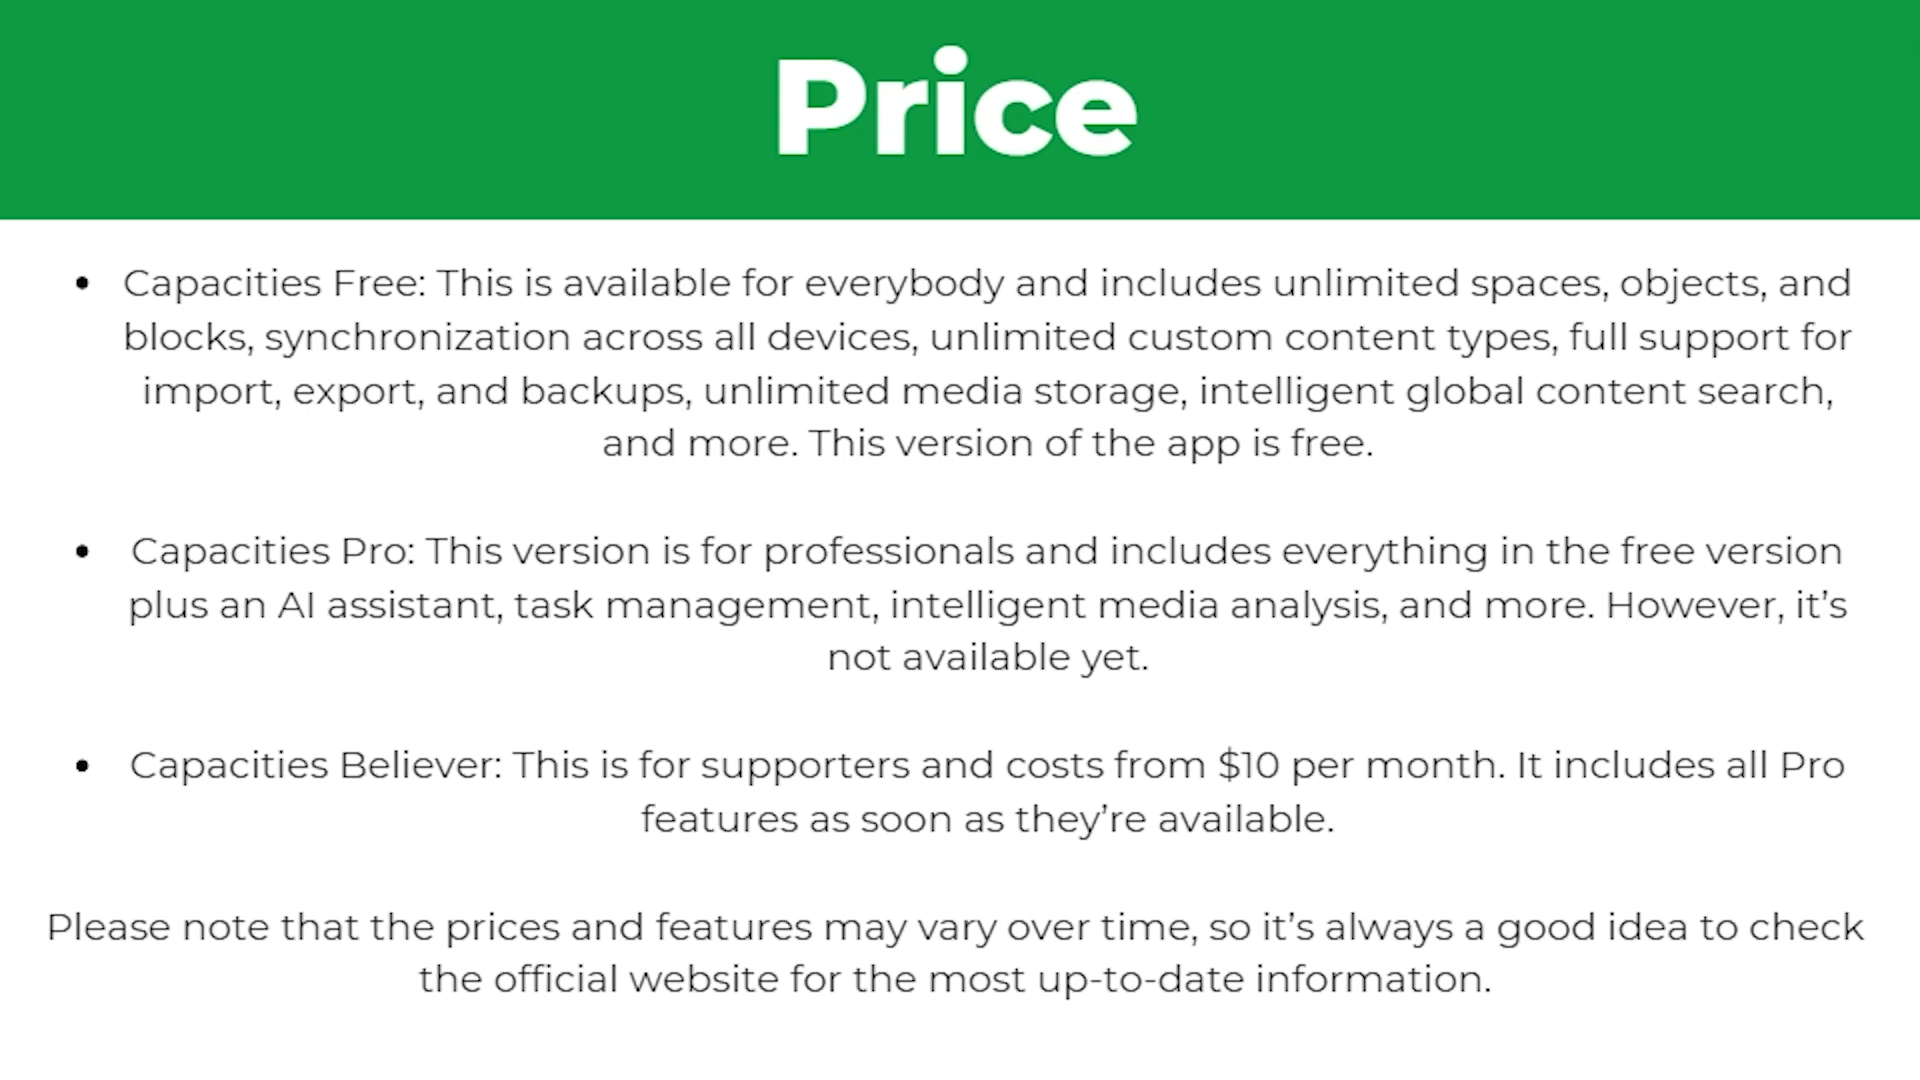 Price
• Capacities Free: This is available for everybody and includes unlimited spaces, objects, and
blocks, synchronization across all devices, unlimited custom content types, full support for
import, export, and backups, unlimited media storage, intelligent global content search,
and more. This version of the app is free.
• Capacities Pro: This version is for professionals and includes everything in the free version
plus an AI assistant, task management, intelligent media analysis, and more. However, it’s
not available yet.
• Capacities Believer: This is for supporters and costs from $10 per month. It includes all Pro
features as soon as they’re available.
Please note that the prices and features may vary over time, so it’s always a good idea to check
the official website for the most up-to-date information.